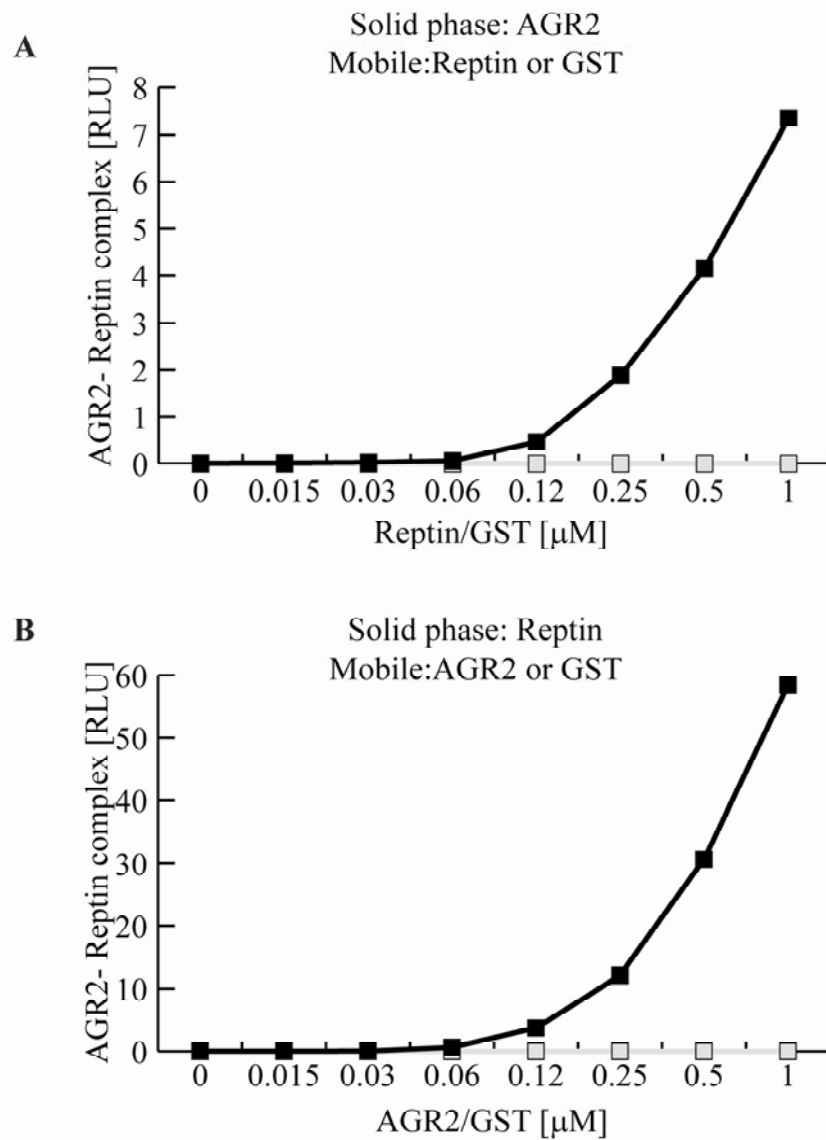 A
Solid phase: AGR2
Mobile:Reptin or GST
AGR2- Reptin complex [RLU]
8
7
6
5
4
3
2
1
0
0 0.015 0.03 0.06 0.12 0.25 0.5 1
Reptin/GST [μM]
B
Solid phase: Reptin
Mobile:AGR2 or GST
AGR2- Reptin complex [RLU]
60
50
40
30
20
10
0
0 0.015 0.03 0.06 0.12 0.25 0.5 1
AGR2/GST [μM]